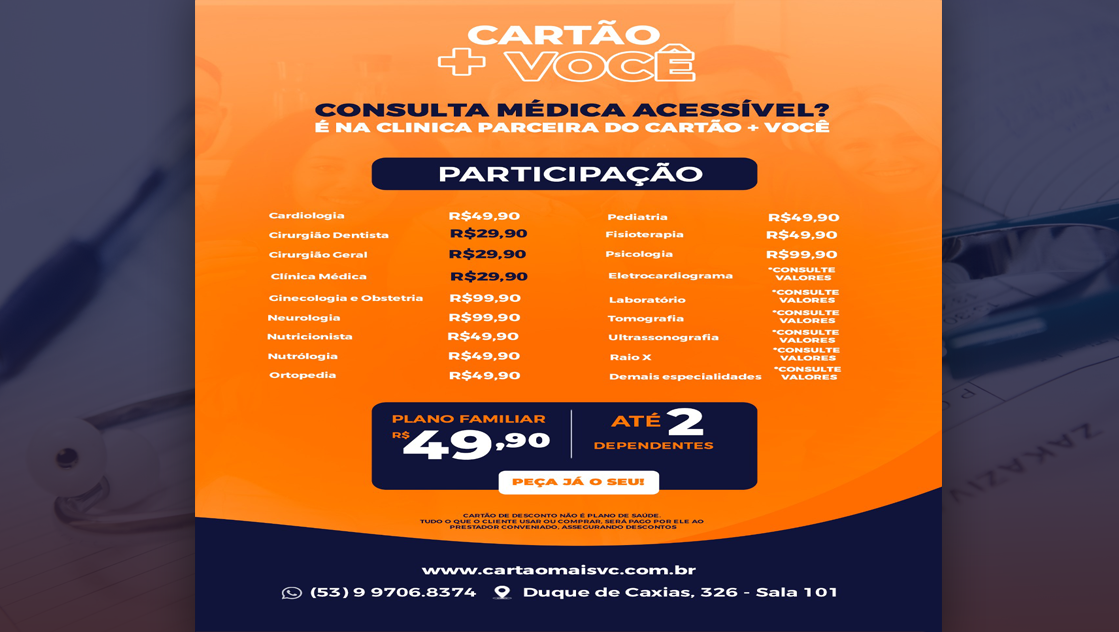 CARTÃO
+ VOCÊ
CONSULTA MÉDICA ACESSÍVEL?
É NA CLINICA PARCEIRA DO CARTÃO + VOCÊ
PARTICIPAÇÃO
Cardiologia R$49,90
Cirurgião Dentista R$29,90
Cirurgião Geral R$29,90
Clínica Médica R$29,90
Ginecologia e Obstetria R$99,90
Neurologia R$99,90
Nutricionista R$49,90
Nutrólogia R$49,90
Ortopedia R$49,90
Pediatria R$49,90
Fisioterapia R$49,90
Psicologia R$99,90
Eletrocardiograma *CONSULTE
VALORES
Laboratório *CONSULTE
VALORES
Tomografia *CONSULTE
VALORES
Ultrassonografia *CONSULTE
VALORES
Raio X *CONSULTE
VALORES
Demais especialidades *CONSULTE
VALORES
PLANO FAMILIAR
R$ 49,90
ATÉ 2
DEPENDENTES
PEÇA JÁ O SEU!
CARTÃO DE DESCONTO NÃO É PLANO DE SAÚDE.
TUDO O QUE O CLIENTE USAR OU COMPRAR, SERÁ PAGO POR ELE AO
PRESTADOR CONVENIADO, ASSEGURANDO DESCONTOS
www.cartaomaisvc.com.br
(53) 9 9706.8374 Duque de Caxias, 326 - Sala 101
ZAKAZIV